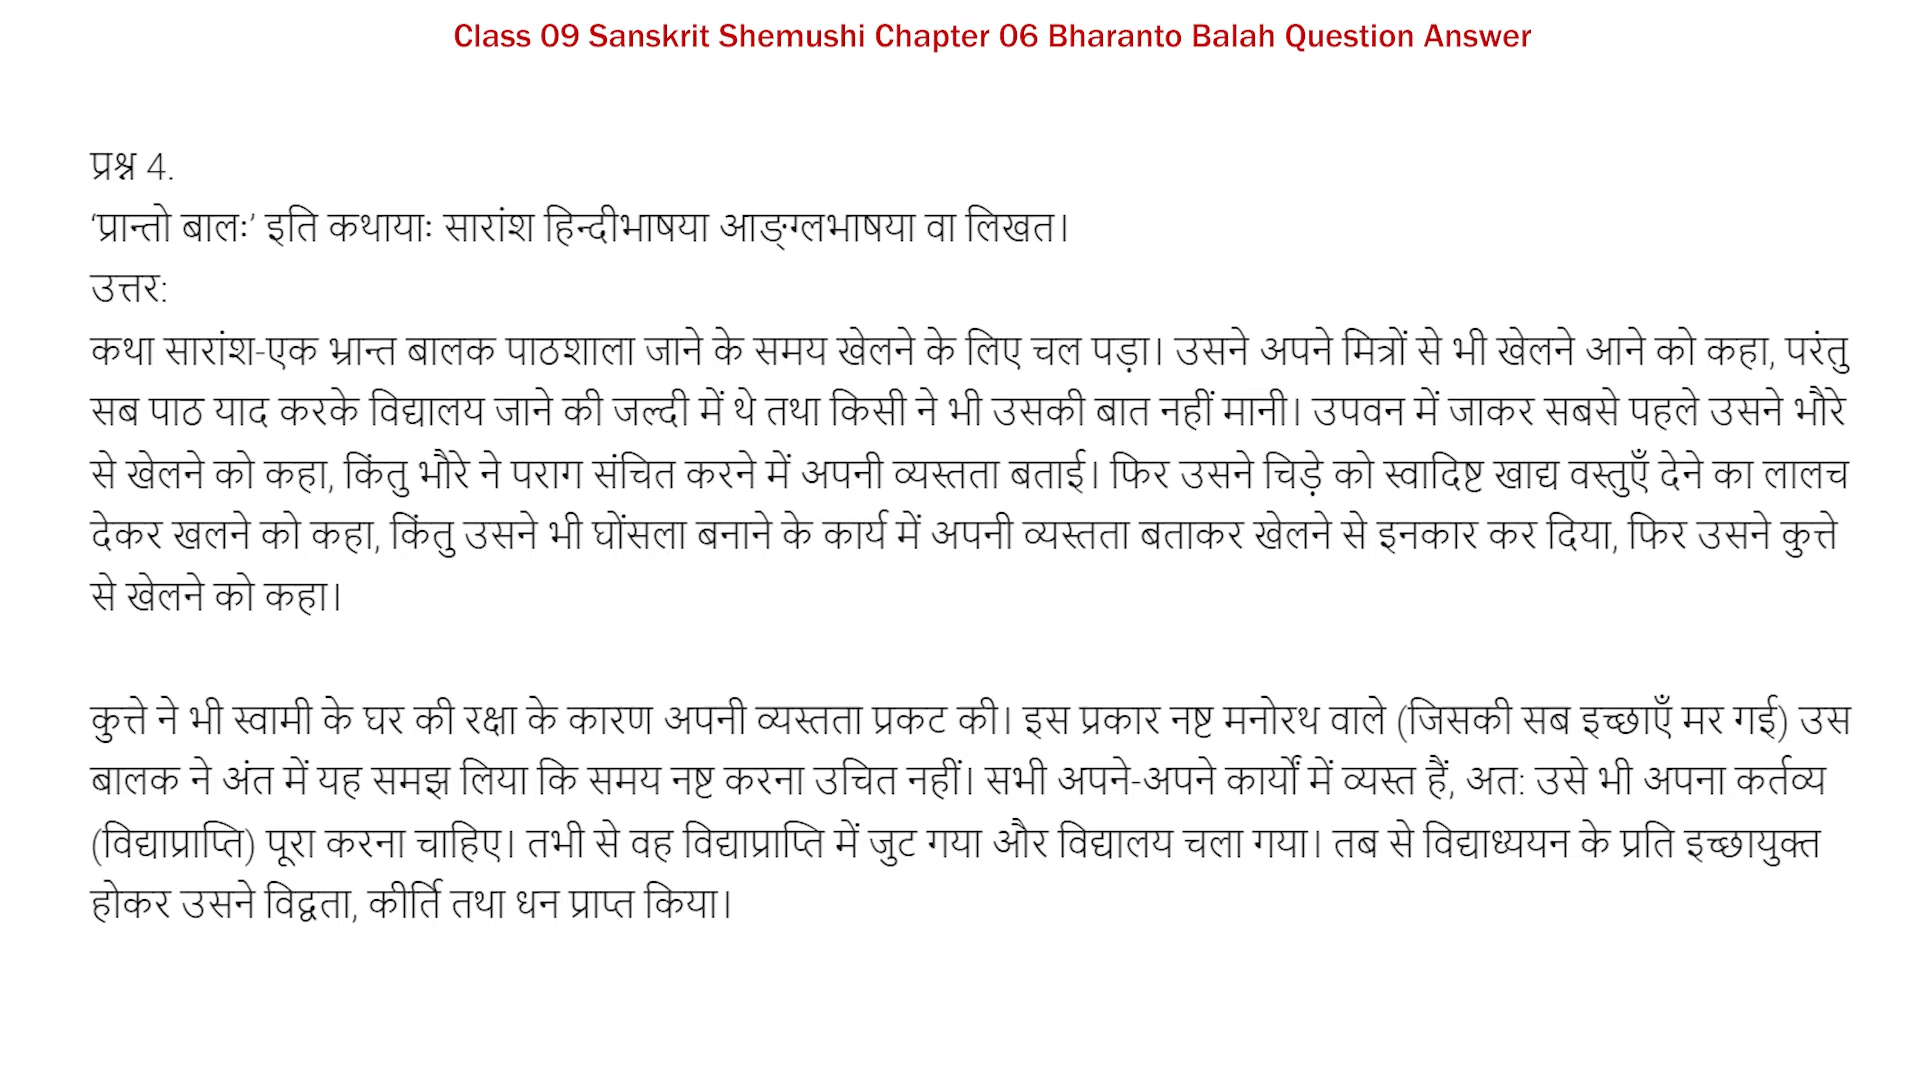 Class 09 Sanskrit Shemushi Chapter 06 Bharanto Balah Question Answer
प्रश्न 4.
‘प्रान्तो बालः’ इति कथायाः सारांश हिन्दीभाषया आङ्ग्लभाषया वा लिखत।
उत्तर:
कथा सारांश-एक भ्रान्त बालक पाठशाला जाने के समय खेलने के लिए चल पड़ा। उसने अपने मित्रों से भी खेलने आने को कहा, परंतु
सब पाठ याद करके विद्यालय जाने की जल्दी में थे तथा किसी ने भी उसकी बात नहीं मानी। उपवन में जाकर सबसे पहले उसने भौरे
से खेलने को कहा, किंतु भौरे ने पराग संचित करने में अपनी व्यस्तता बताई। फिर उसने चिड़े को स्वादिष्ट खाद्य वस्तुएँ देने का लालच
देकर खलने को कहा, किंतु उसने भी घोंसला बनाने के कार्य में अपनी व्यस्तता बताकर खेलने से इनकार कर दिया, फिर उसने कुत्ते
से खेलने को कहा।
कुत्ते ने भी स्वामी के घर की रक्षा के कारण अपनी व्यस्तता प्रकट की। इस प्रकार नष्ट मनोरथ वाले (जिसकी सब इच्छाएँ मर गई) उस
बालक ने अंत में यह समझ लिया कि समय नष्ट करना उचित नहीं। सभी अपने-अपने कार्यों में व्यस्त हैं, अत: उसे भी अपना कर्तव्य
(विद्याप्राप्ति) पूरा करना चाहिए। तभी से वह विद्याप्राप्ति में जुट गया और विद्यालय चला गया। तब से विद्याध्ययन के प्रति इच्छायुक्त
होकर उसने विद्वता, कीर्ति तथा धन प्राप्त किया।